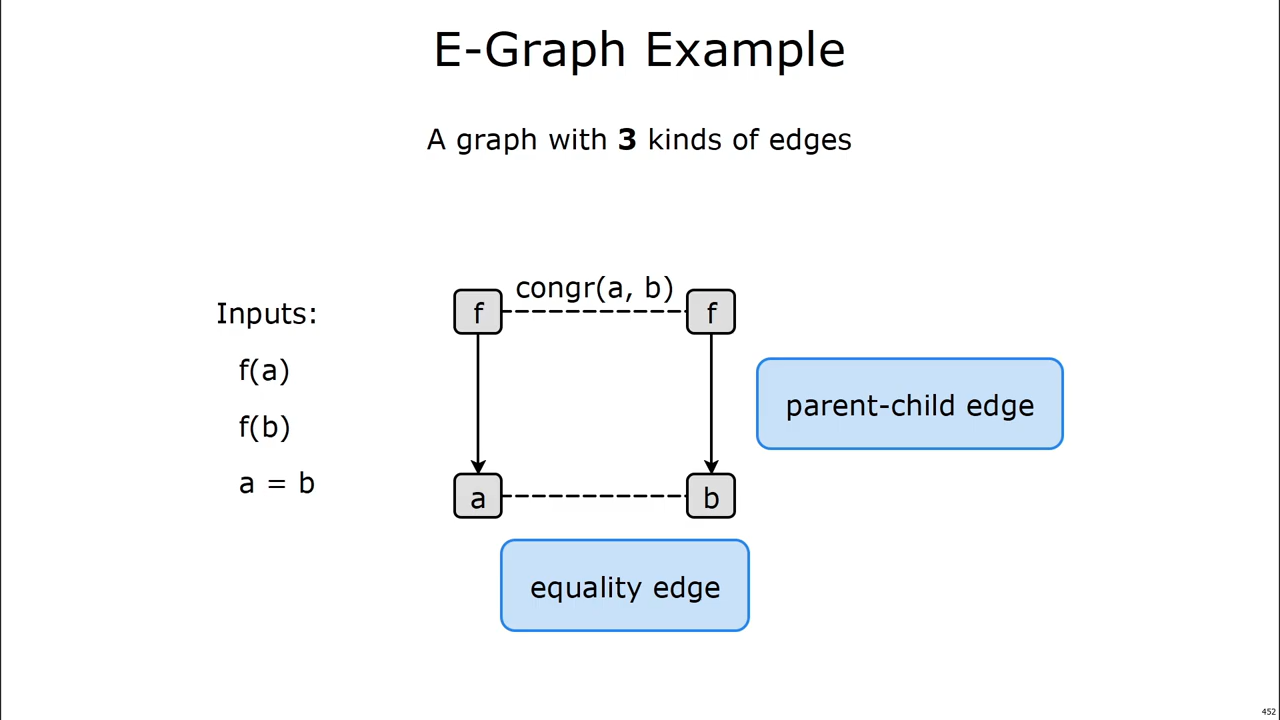 E-Graph Example
A graph with 3 kinds of edges
congr(a, b)
Inputs:
f
f
f(a)
parent-child edge
f(b)
a = b
a
b
equality edge
452